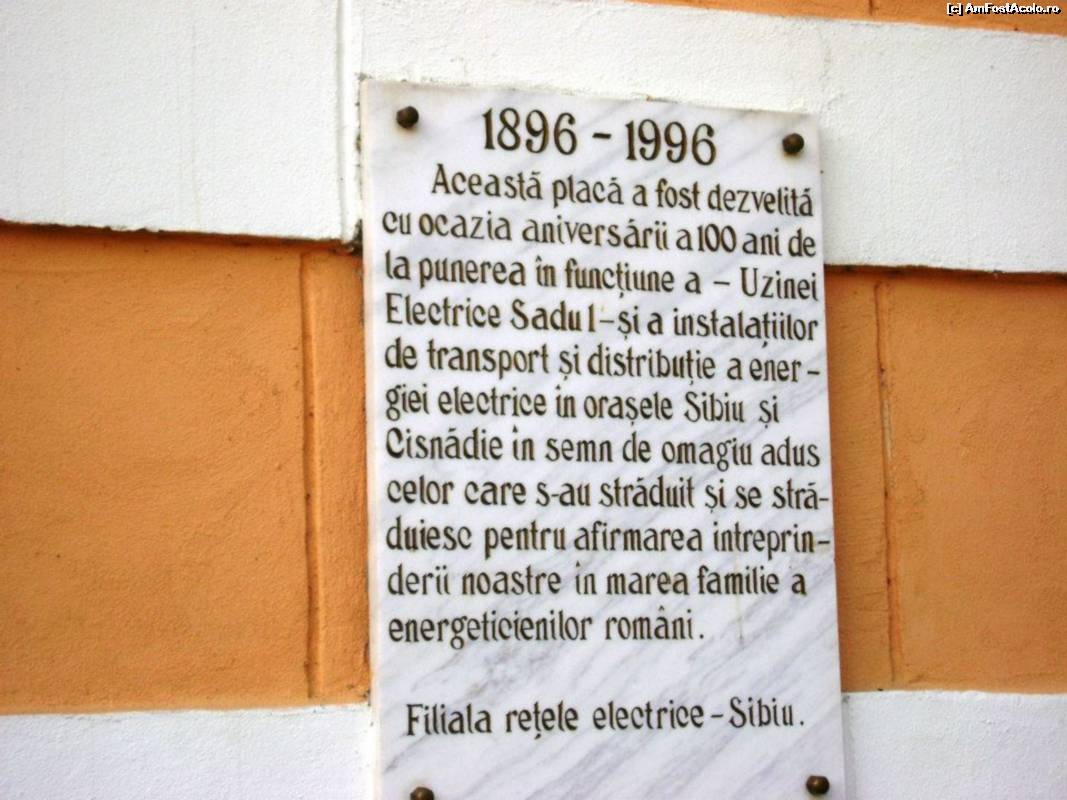 [c] AmFostAcolo.ro
1896 - 1996
Această placă a fost dezvelită
cu ocazia aniversării a 100 ani de
la punerea în funcțiune a – Uzinei
Electrice Sadu I – și a instalațiilor
de transport și distribuție a ener-
giei electrice în orașele Sibiu și
Cisnădie în semn de omagiu adus
celor care s-au străduit și se stră-
duiesc pentru afirmarea intreprin-
derii noastre în marea familie a
energeticienilor români.
Filiala rețele electrice - Sibiu.